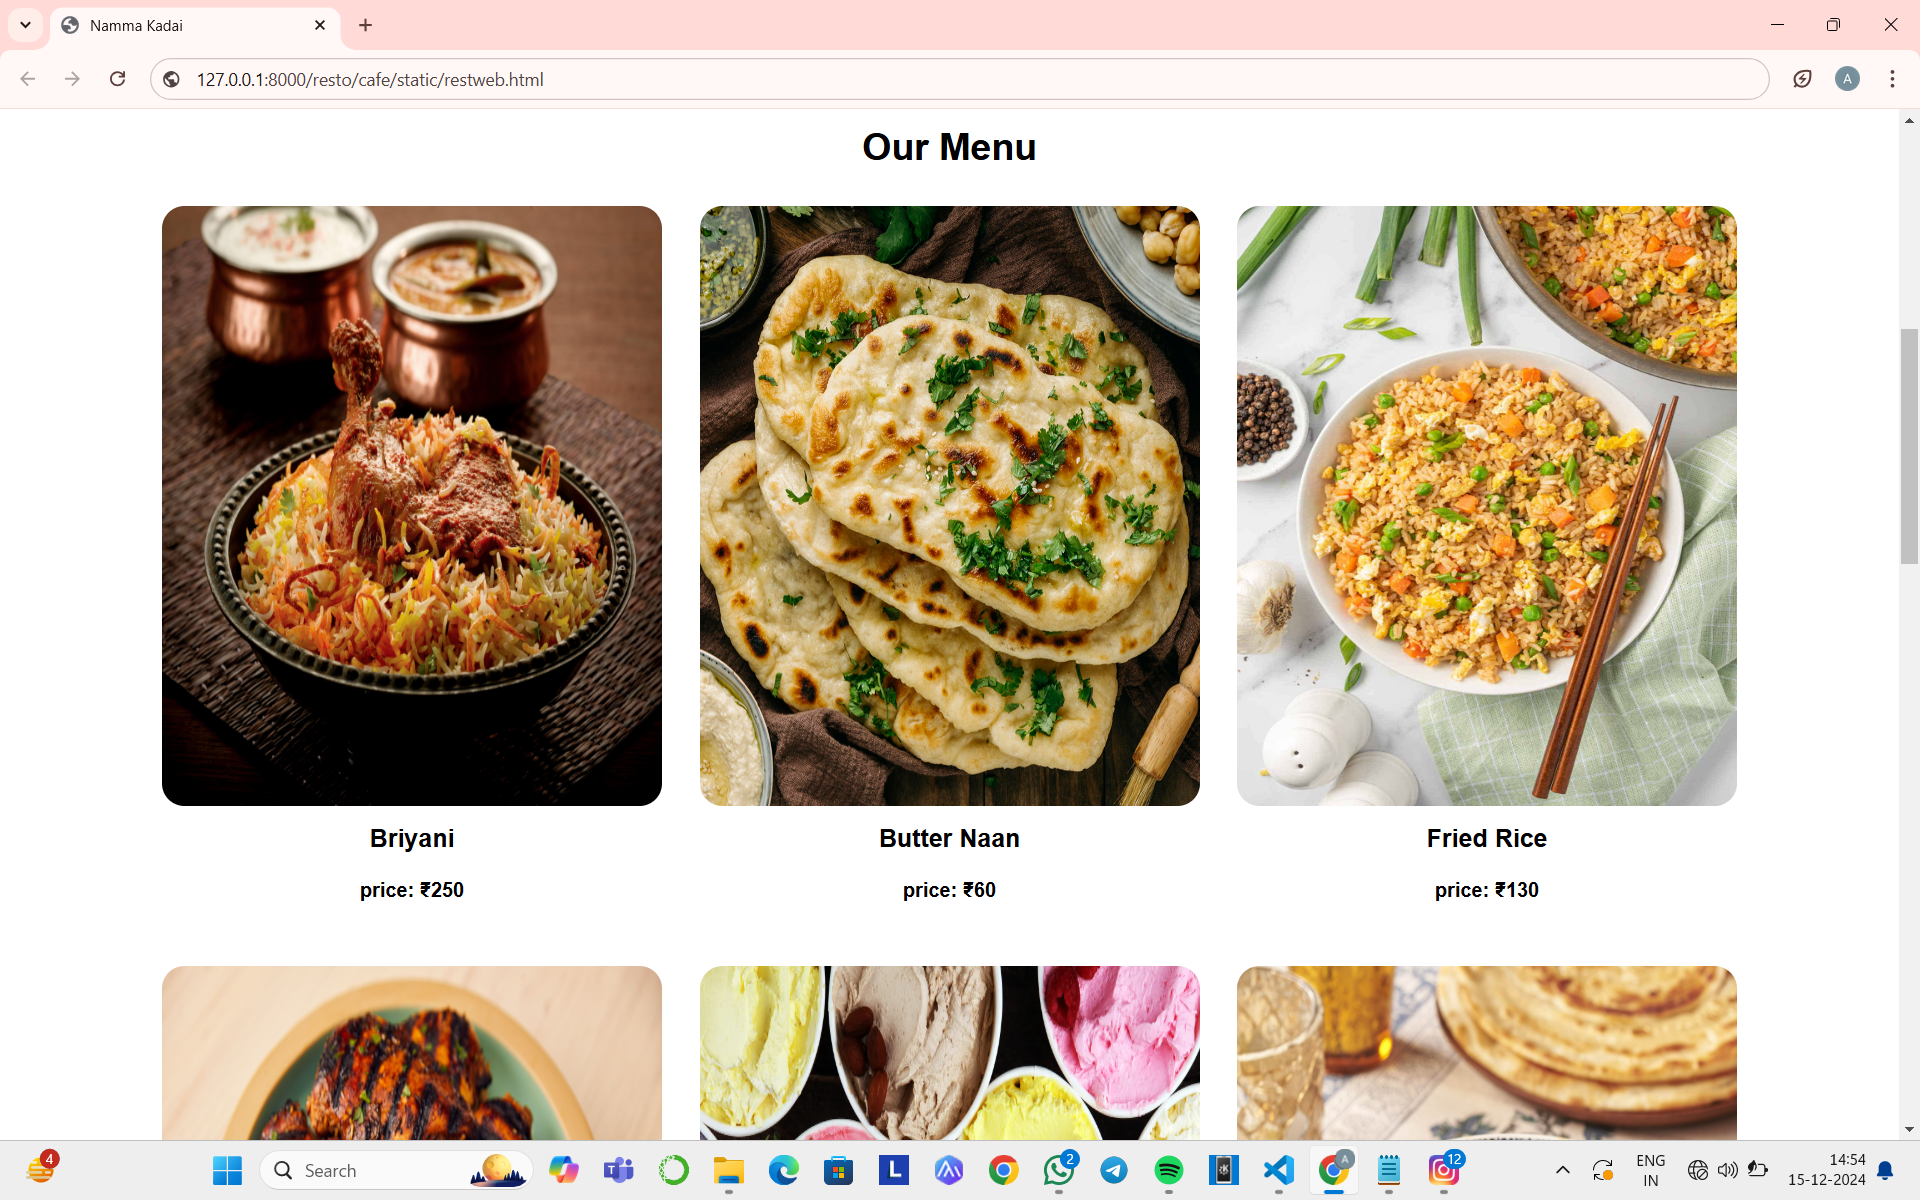 Namma Kadai
127.0.0.1:8000/resto/cafe/static/restweb.html
A
Our Menu
Briyani
Butter Naan
Fried Rice
price: ₹250
price: ₹60
price: ₹130
4
Search
L
2
K
A
12
ENG
IN
14:54
15-12-2024